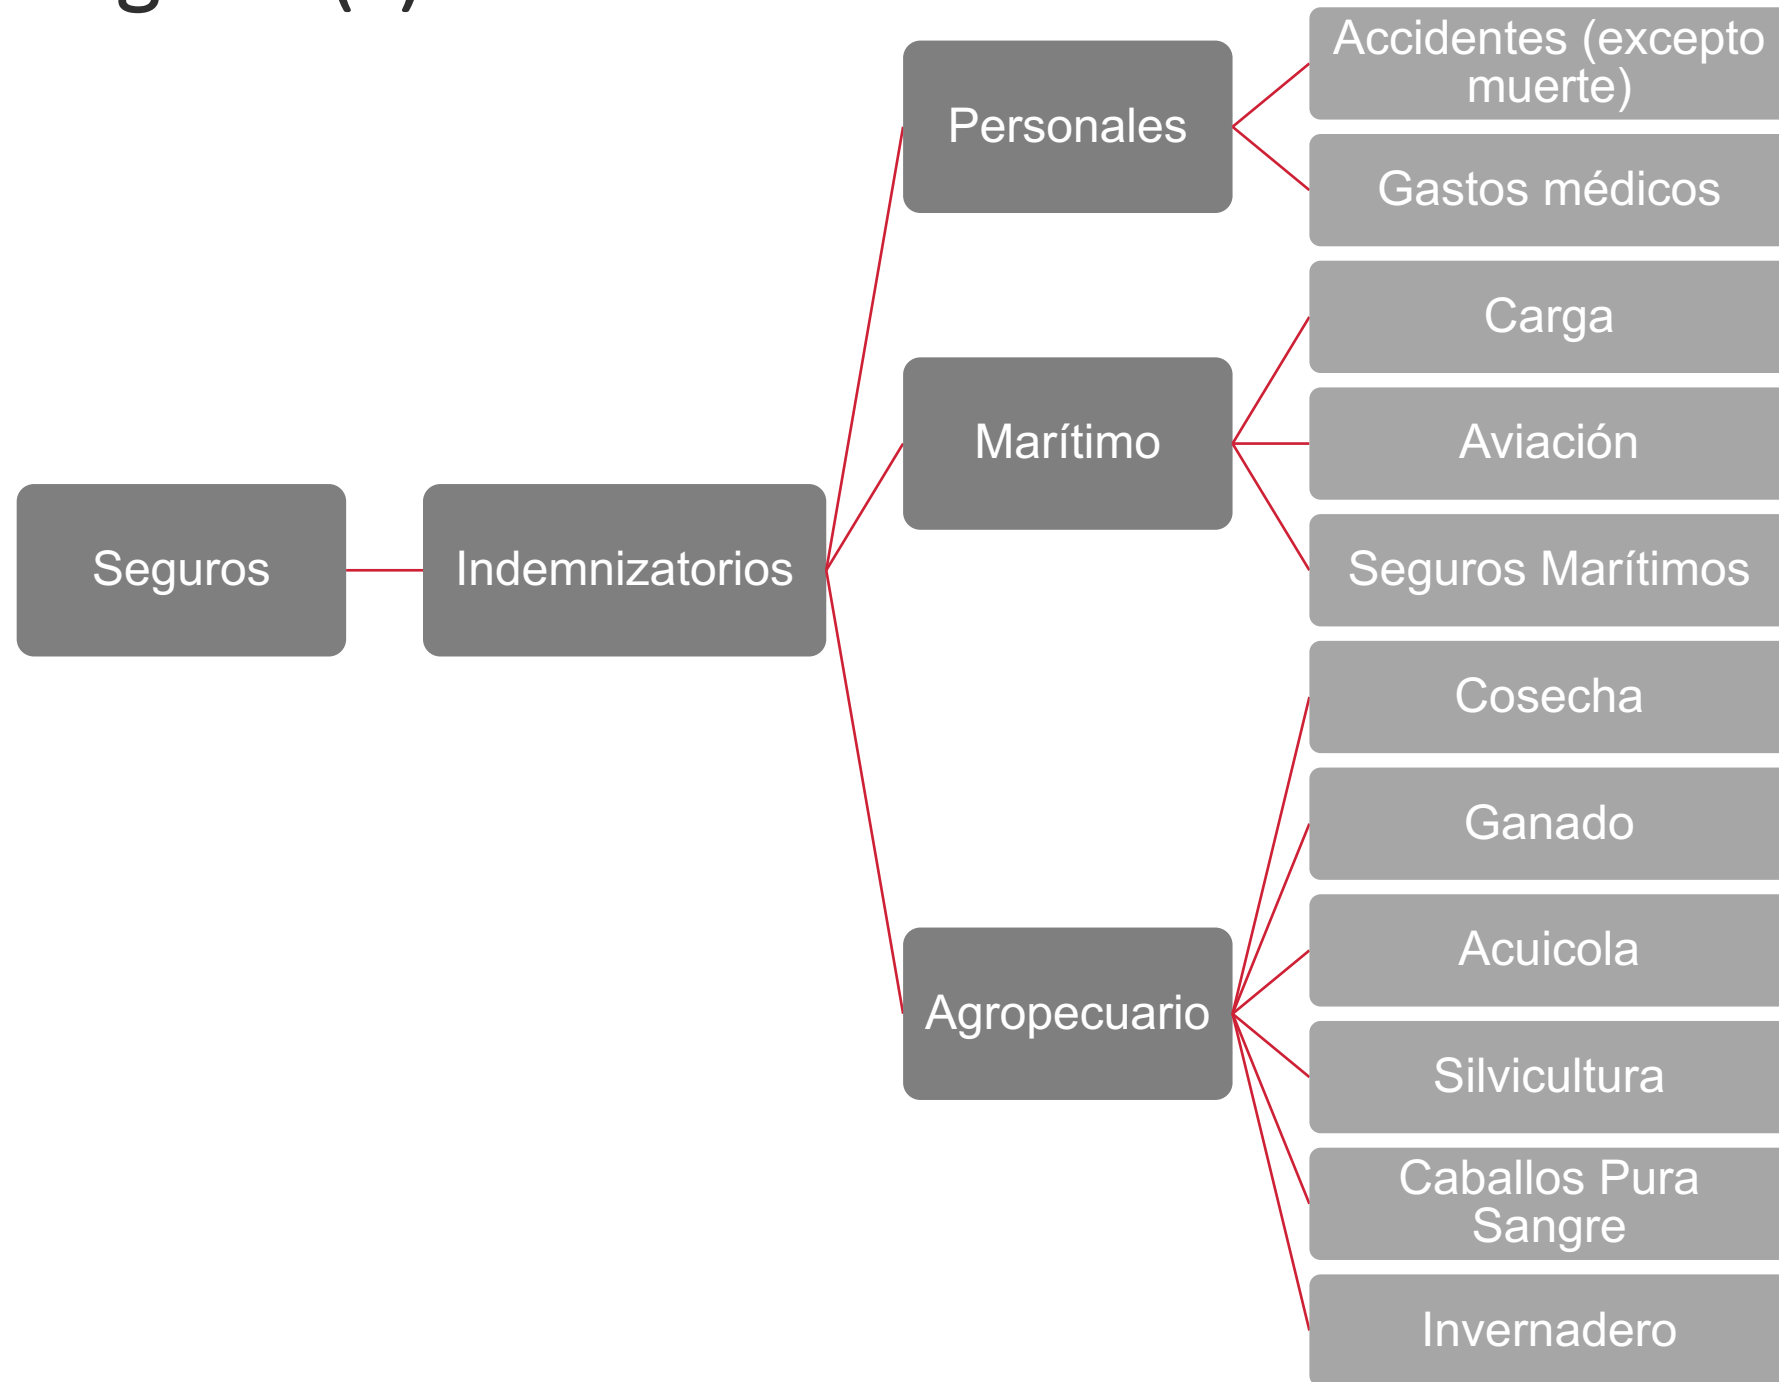 Seguros
Indemnizatorios
Personales
Accidentes (excepto
muerte)
Gastos médicos
Marítimo
Carga
Aviación
Seguros Marítimos
Agropecuario
Cosecha
Ganado
Acuicola
Silvicultura
Caballos Pura
Sangre
Invernadero